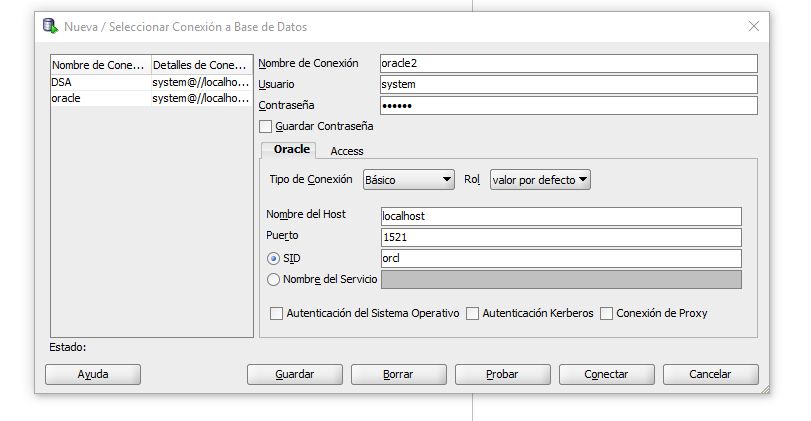 Nueva / Seleccionar Conexión a Base de Datos
Nombre de Cone... Detalles de Cone...
DSA system@//localho...
oracle system@//localho...
Nombre de Conexión oracle2
Usuario system
Contraseña ••••••
Guardar Contraseña
Oracle Access
Tipo de Conexión Básico Rol valor por defecto
Nombre del Host localhost
Puerto 1521
SID orcl
Nombre del Servicio
Autenticación del Sistema Operativo Autenticación Kerberos Conexión de Proxy
Estado:
Ayuda Guardar Borrar Probar Conectar Cancelar